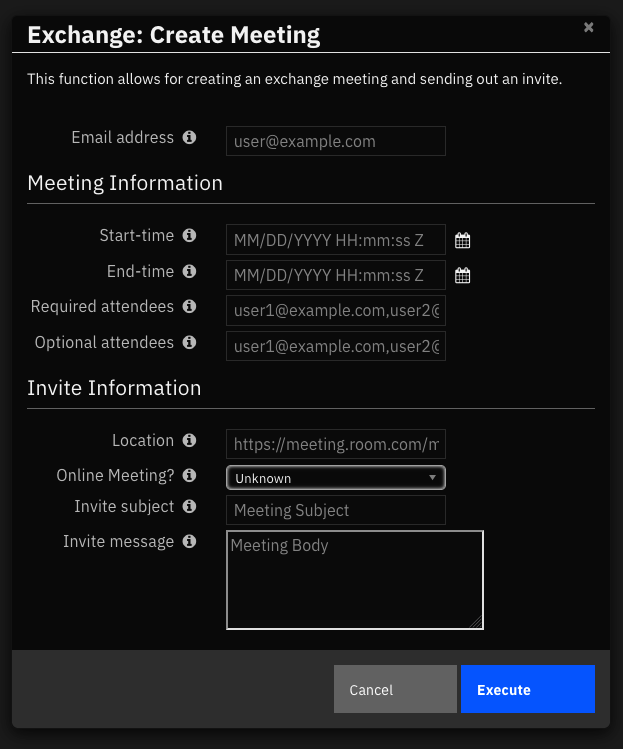 Exchange: Create Meeting
This function allows for creating an exchange meeting and sending out an invite.
Email address user@example.com
Meeting Information
Start-time MM/DD/YYYY HH:mm:ss Z
End-time MM/DD/YYYY HH:mm:ss Z
Required attendees user1@example.com,user2@
Optional attendees user1@example.com,user2@
Invite Information
Location https://meeting.room.com/m
Online Meeting? Unknown
Invite subject Meeting Subject
Invite message Meeting Body
Cancel Execute